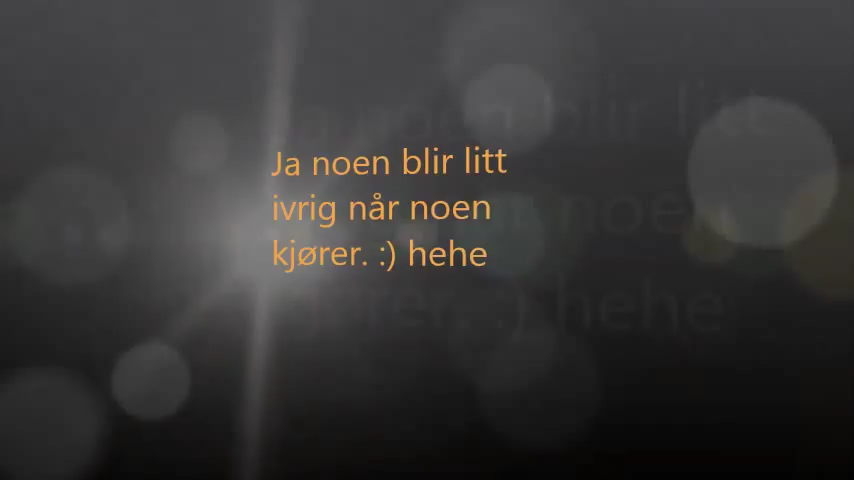 Ja noen blir litt
ivrig når noen
kjører. :) hehe